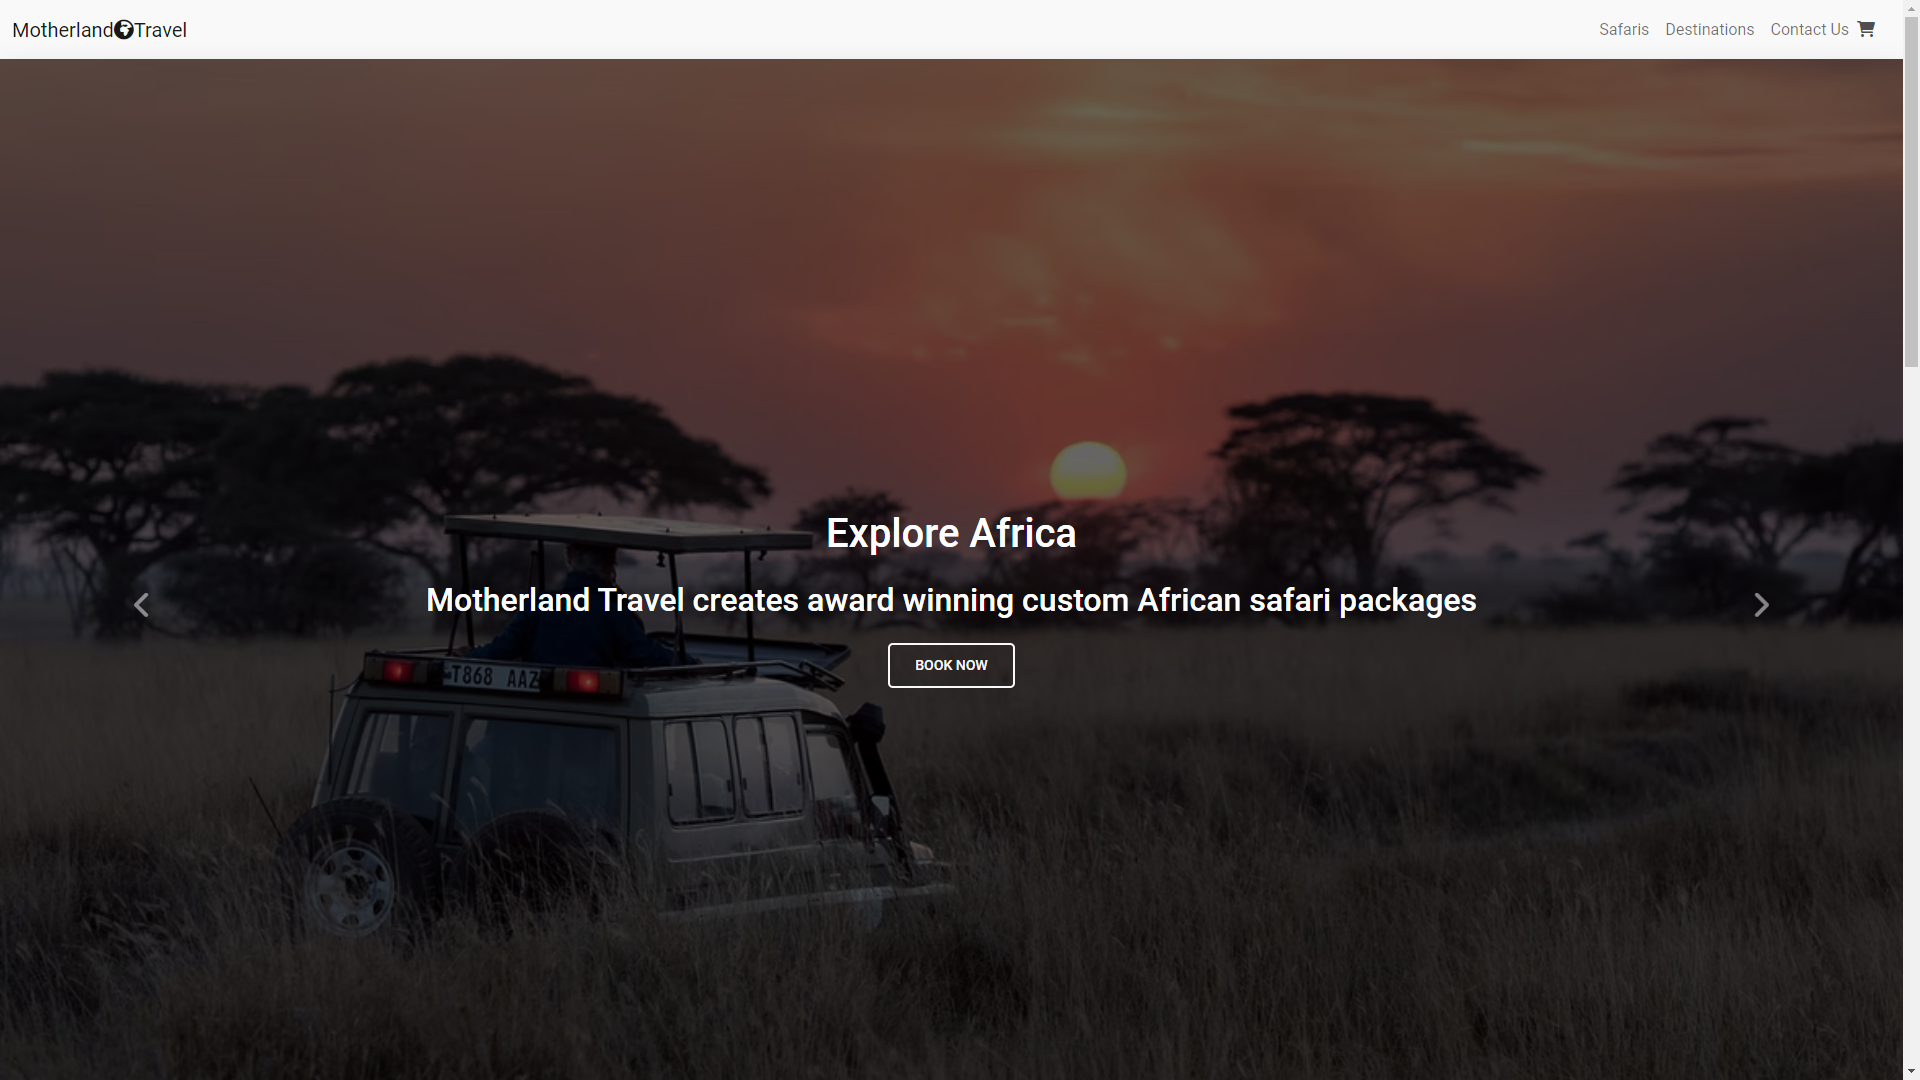 Motherland Travel
Safaris
Destinations
Contact Us
Explore Africa
Motherland Travel creates award winning custom African safari packages
BOOK NOW
T868 AAZ